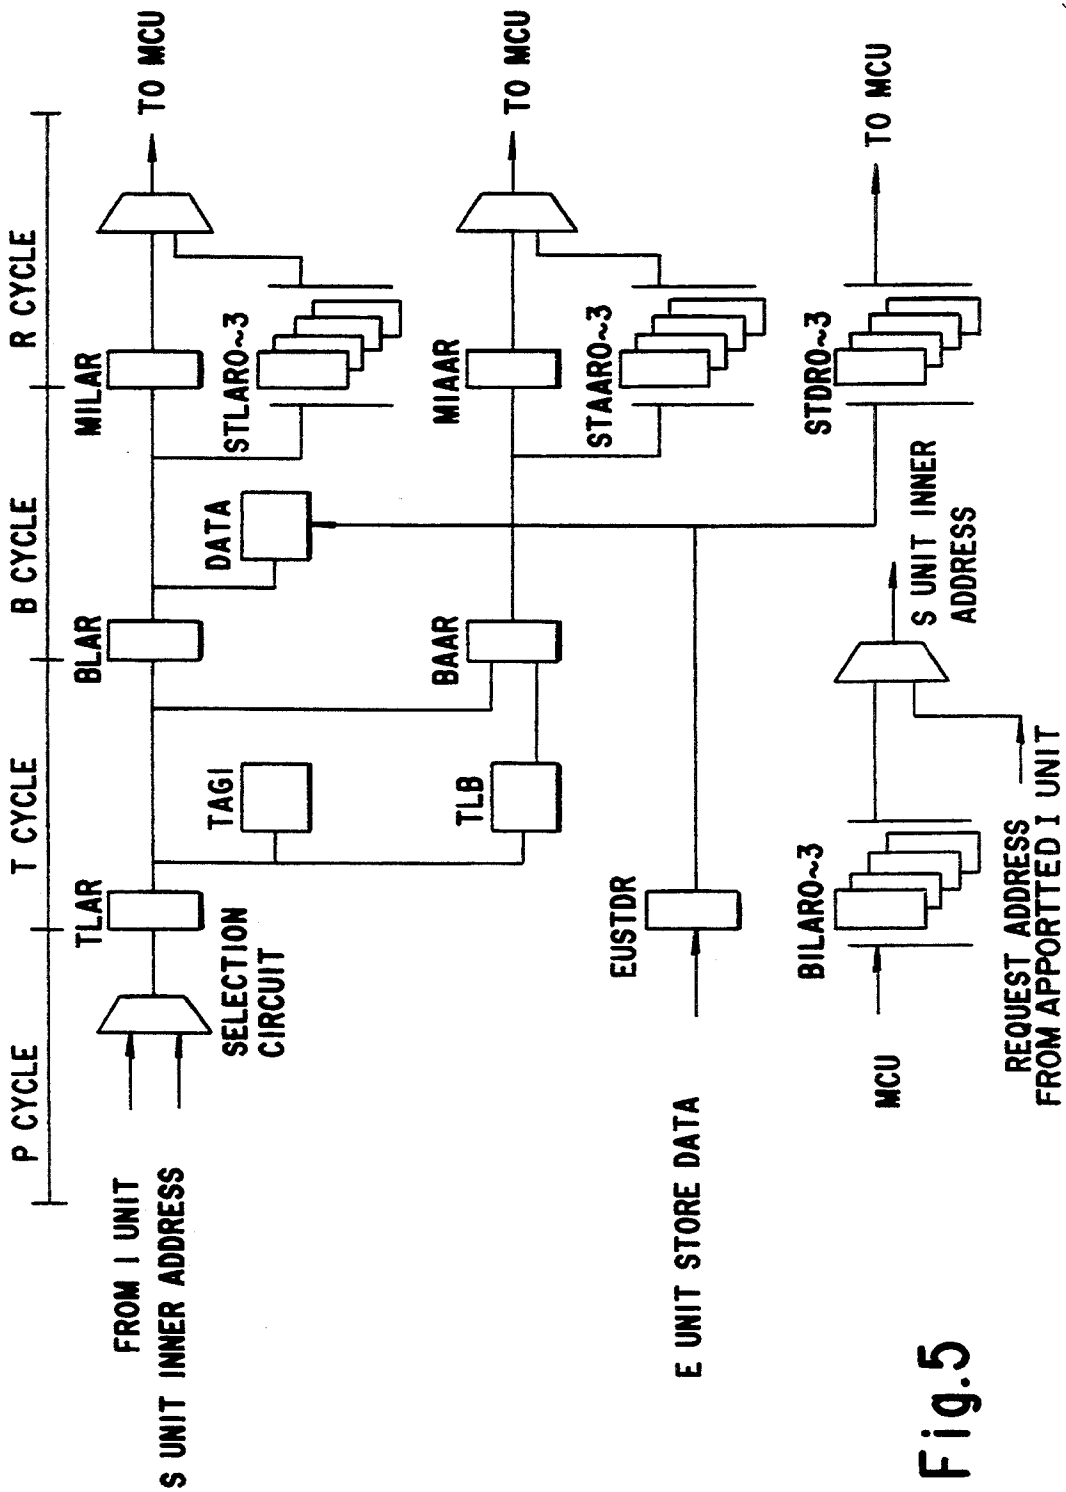 P CYCLE
T CYCLE
B CYCLE
R CYCLE
FROM I UNIT
S UNIT INNER ADDRESS
SELECTION
CIRCUIT
TLAR
TAG1
TLB
BLAR
DATA
BAAR
MILAR
STLAR0~3
MIAAR
STAAR0~3
TO MCU
TO MCU
E UNIT STORE DATA
EUSTDR
STDR0~3
TO MCU
MCU
BILAR0~3
S UNIT INNER
ADDRESS
REQUEST ADDRESS
FROM APPORTTED I UNIT
Fig.5